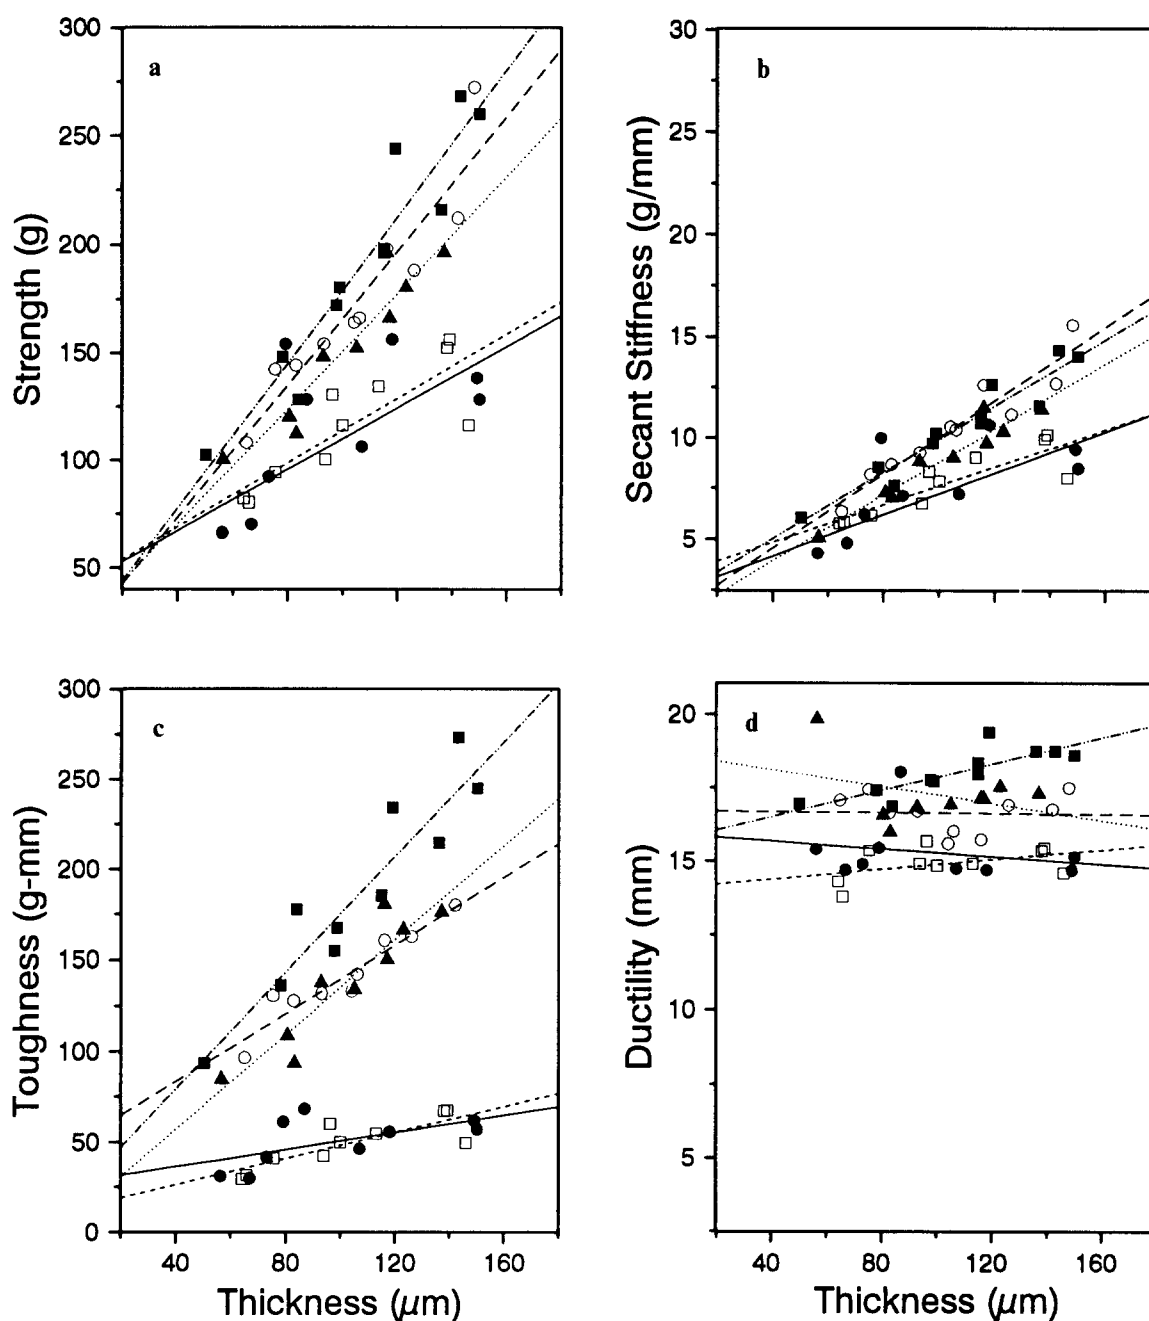 a
Strength (g)
300
250
200
150
100
50
b
Secant Stiffness (g/mm)
30
25
20
15
10
5
c
Toughness (g-mm)
300
250
200
150
100
50
0
40 80 120 160
Thickness (μm)
d
Ductility (mm)
20
15
10
5
40 80 120 160
Thickness (μm)